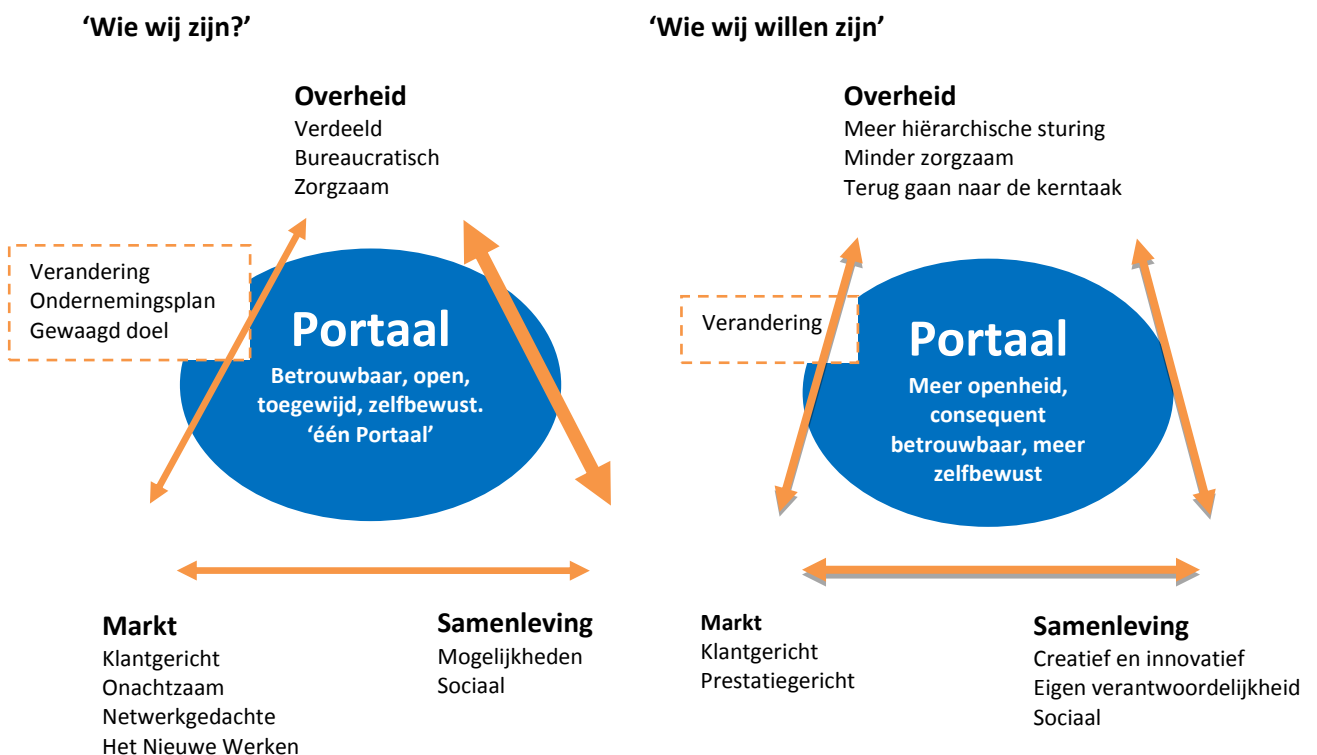 ‘Wie wij zijn?’
Overheid
Verdeeld
Bureaucratisch
Zorgzaam
Verandering
Ondernemingsplan
Gewaagd doel
Portaal
Betrouwbaar, open,
toegewijd, zelfbewust.
‘één Portaal’
Markt
Klantgericht
Onachtzaam
Netwerkgedachte
Het Nieuwe Werken
Samenleving
Mogelijkheden
Sociaal
‘Wie wij willen zijn’
Overheid
Meer hiërarchische sturing
Minder zorgzaam
Terug gaan naar de kerntaak
Verandering
Portaal
Meer openheid,
consequent
betrouwbaar, meer
zelfbewust
Markt
Klantgericht
Prestatiegericht
Samenleving
Creatief en innovatief
Eigen verantwoordelijkheid
Sociaal